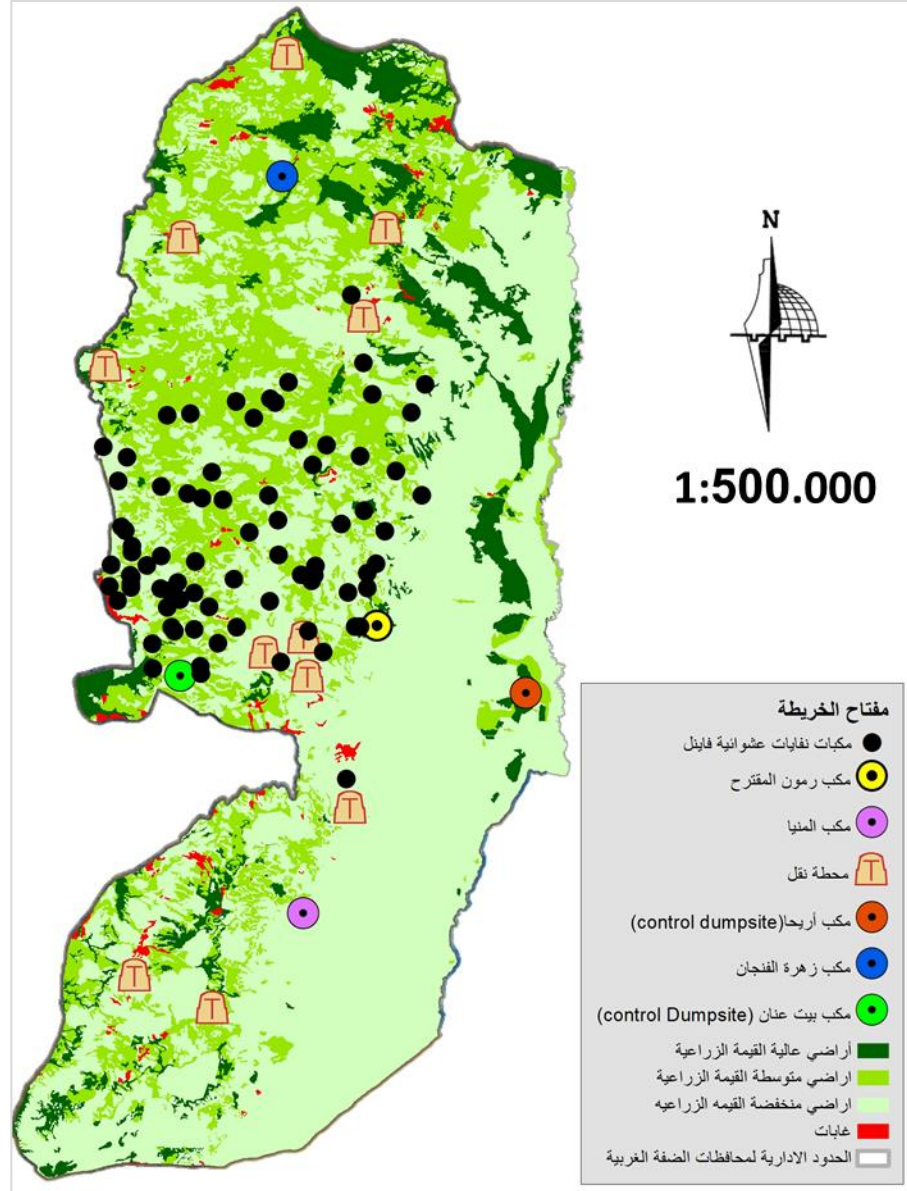 N
1:500.000
مفتاح الخريطة
مكبات نفايات عشوائية فاينل
مكب رمون المقترح
مكب المنيا
محطة نقل
مكب أريحا(control dumpsite)
مكب زهرة الفنجان
مكب بيت عنان (control Dumpsite)
أراضي عالية القيمة الزراعية
اراضي متوسطة القيمة الزراعية
اراضي منخفضة القيمه الزراعيه
غابات
الحدود الادارية لمحافظات الضفة الغربية
T
T
T
T
T
T
T
T
T
T
T